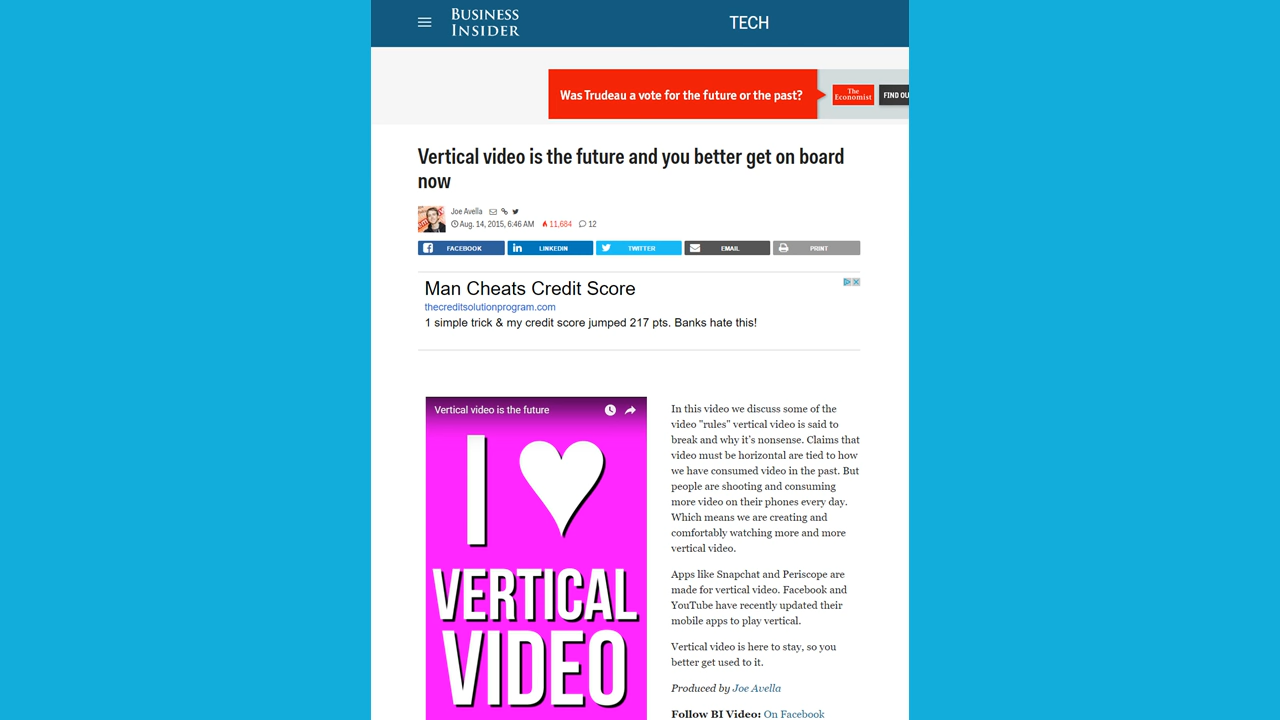 BUSINESS
INSIDER
TECH
Was Trudeau a vote for the future or the past?
The
Economist
FIND OU
Vertical video is the future and you better get on board
now
Joe Avella
Aug. 14, 2015, 6:46 AM 11,684 12
FACEBOOK LINKEDIN TWITTER EMAIL PRINT
Man Cheats Credit Score
thecreditsolutionprogram.com
1 simple trick & my credit score jumped 217 pts. Banks hate this!
Vertical video is the future
I
VERTICAL
VIDEO
In this video we discuss some of the
video "rules" vertical video is said to
break and why it's nonsense. Claims that
video must be horizontal are tied to how
we have consumed video in the past. But
people are shooting and consuming
more video on their phones every day.
Which means we are creating and
comfortably watching more and more
vertical video.
Apps like Snapchat and Periscope are
made for vertical video. Facebook and
YouTube have recently updated their
mobile apps to play vertical.
Vertical video is here to stay, so you
better get used to it.
Produced by Joe Avella
Follow BI Video: On Facebook